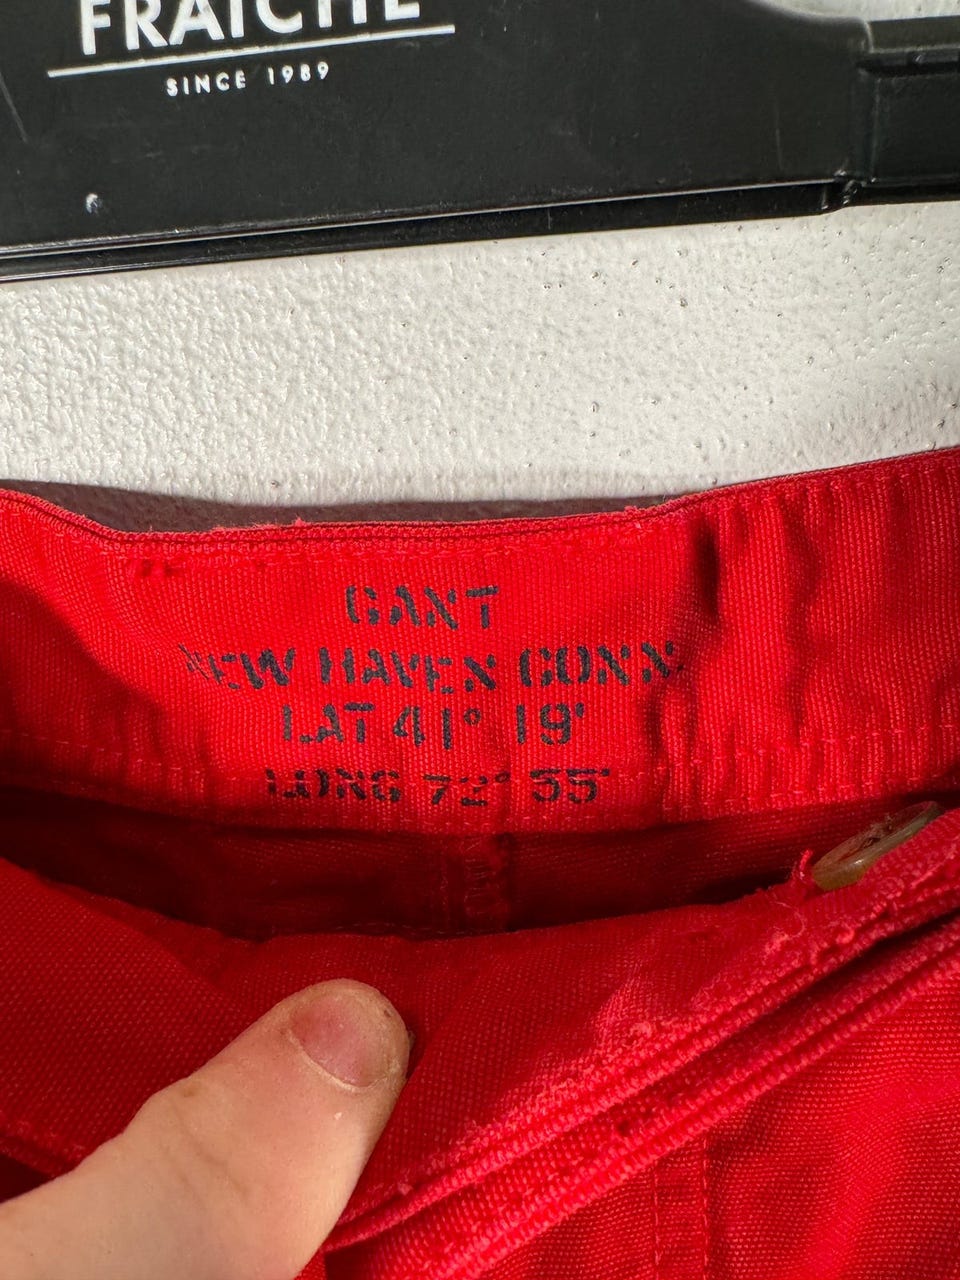 FRAICHE
SINCE 1989
GANT
NEW HAVEN CONN.
LAT 41° 19'
LONG 72° 55'